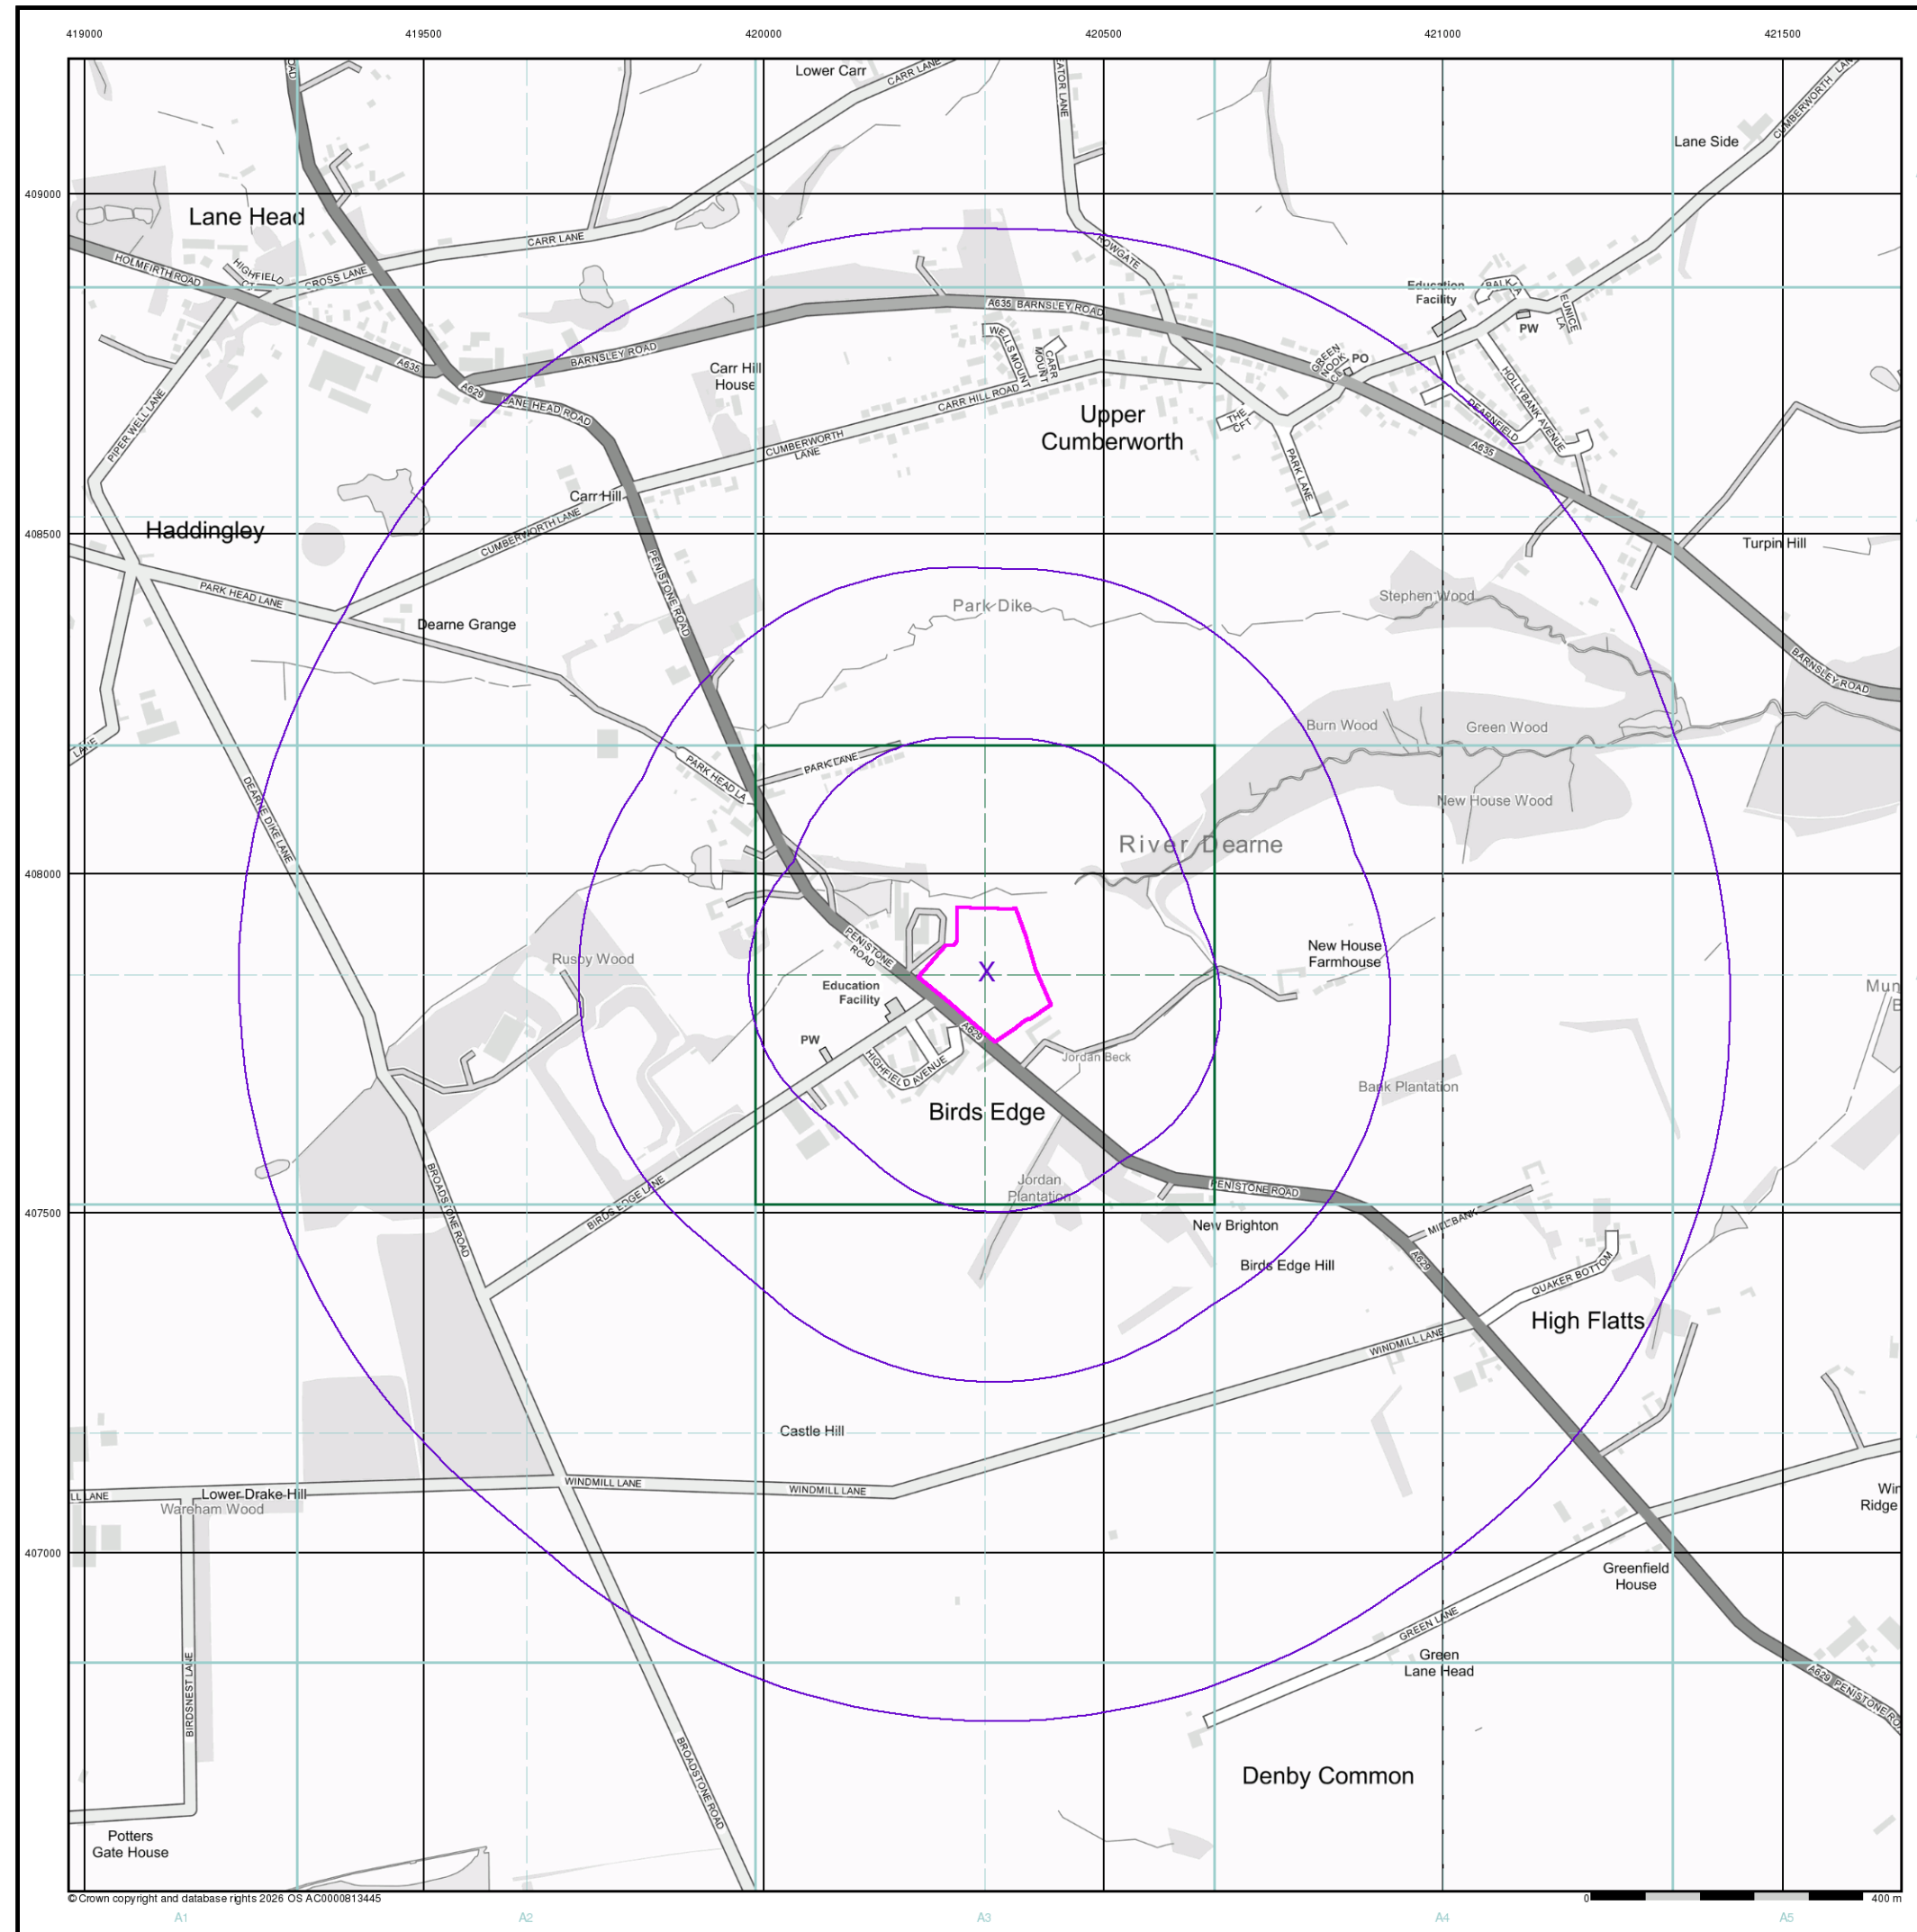 419000
419500
420000
420500
421000
421500
Lower Carr
CARR LANE
Lane Side
CUMBERWORTH LANE
409000
Lane Head
ROWGATE
CARR LANE
HOLMFIRTH ROAD
HIGHFIELD
CT
CROSS LANE
Education
Facility
BALK LA
EUNICE
LA
PW
A635 BARNSLEY ROAD
WELLS MOUNT
CARR
MOUNT
BARNSLEY ROAD
A635
A629
LANE HEAD ROAD
Carr Hill
House
GREEN
NOOK
CL
PO
HOLLYBANK AVENUE
DEARNFIELD
PIPER WELL LANE
CARR HILL ROAD
Upper
Cumberworth
THE
CFT
CUMBERWORTH
LANE
A635
PARK LANE
Carr Hill
Haddingley
408500
CUMBERWORTH LANE
Turpin Hill
PENISTONE ROAD
PARK HEAD LANE
Dearne Grange
Park Dike
Stephen Wood
BARNSLEY ROAD
Burn Wood
Green Wood
LANE
PARK HEAD LA
PARK LANE
New House Wood
DEARNE DIKE LANE
River Dearne
408000
PENISTONE
ROAD
New House
Farmhouse
Rusby Wood
X
Education
Facility
A629
PW
HIGHFIELD AVENUE
Jordan Beck
Bank Plantation
Birds Edge
BROADSTONE ROAD
BIRDS EDGE LANE
Jordan
Plantation
PENISTONE ROAD
407500
New Brighton
MILL BANK
Birds Edge Hill
A629
QUAKER BOTTOM
High Flatts
WINDMILL LANE
Castle Hill
LL LANE
Lower Drake Hill
Wareham Wood
WINDMILL LANE
WINDMILL LANE
Ridge
407000
Greenfield
House
GREEN LANE
Green
Lane Head
BIRDSNEST LANE
A629 PENISTONE ROA
BROADSTONE ROAD
Denby Common
Potters
Gate House
© Crown copyright and database rights 2026 OS AC0000813445
0
400 m
A1
A2
A3
A4
A5